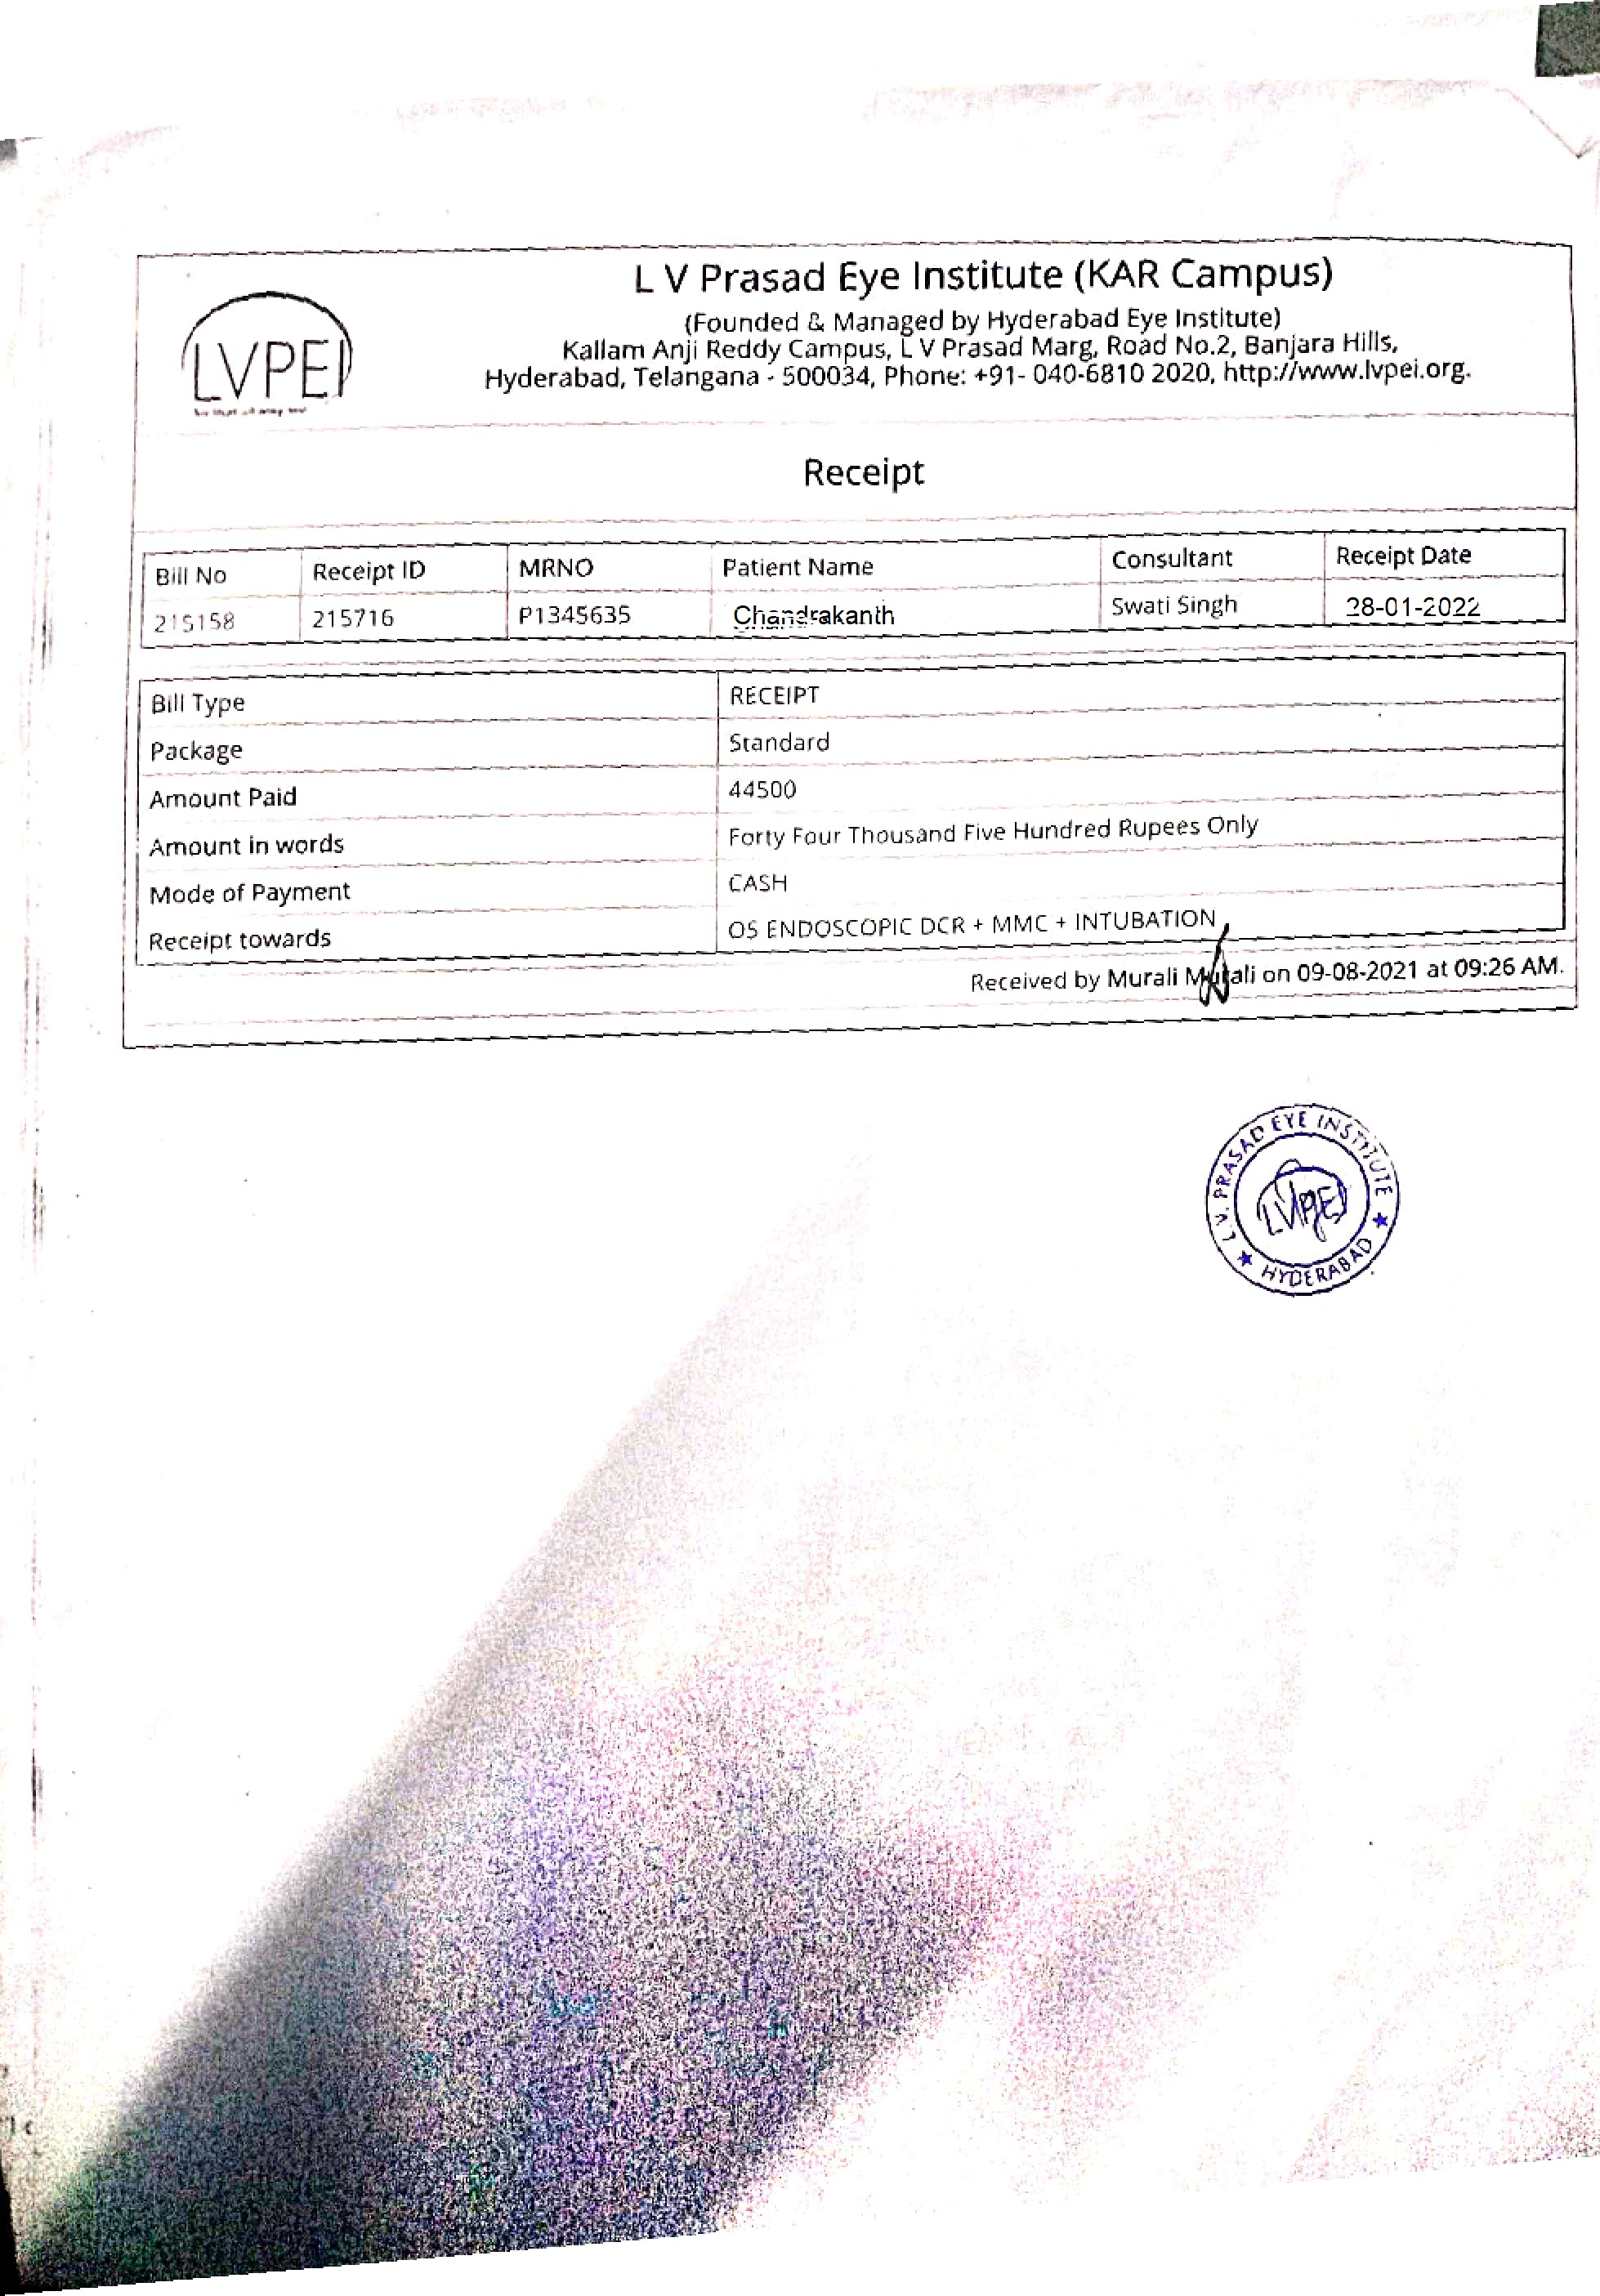 LVPEI
L V Prasad Eye Institute (KAR Campus)
(Founded & Managed by Hyderabad Eye Institute)
Kallam Anji Reddy Campus, L V Prasad Marg, Road No.2, Banjara Hills,
Hyderabad, Telangana - 500034, Phone: +91- 040-6810 2020, http://www.lvpei.org.
Receipt
Bill No Receipt ID MRNO Patient Name Consultant Receipt Date
215158 215716 P1345635 Chandrakanth Swati Singh 28-01-2022
Bill Type RECEIPT
Package Standard
Amount Paid 44500
Amount in words Forty Four Thousand Five Hundred Rupees Only
Mode of Payment CASH
Receipt towards OS ENDOSCOPIC DCR + MMC + INTUBATION
Received by Murali Murali on 09-08-2021 at 09:26 AM.
L.V. PRASAD EYE INSTITUTE
LVPEI
HYDERABAD